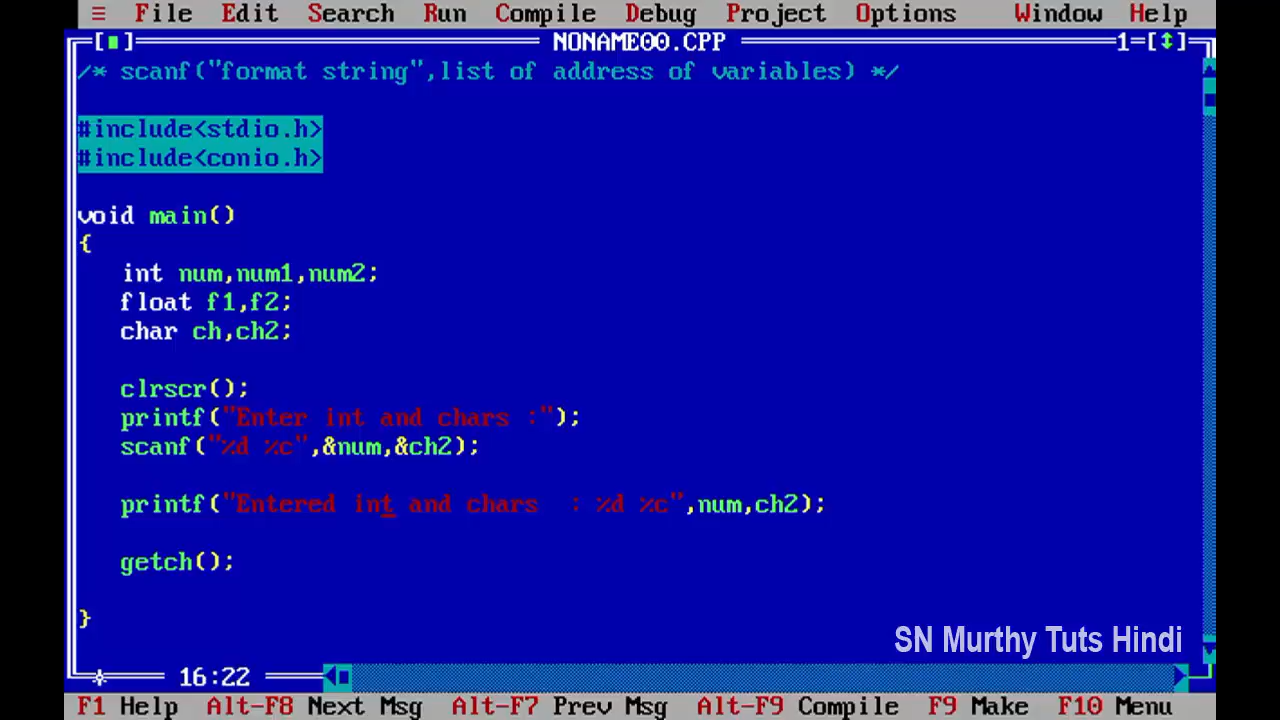 ≡ File Edit Search Run Compile Debug Project Options Window Help
[■] NONAME00.CPP 1=[↕]
/* scanf("format string",list of address of variables) */
#include<stdio.h>
#include<conio.h>
void main()
{
int num,num1,num2;
float f1,f2;
char ch,ch2;
clrscr();
printf("Enter int and chars :");
scanf("%d %c",&num,&ch2);
printf("Entered int and chars  : %d %c",num,ch2);
getch();
}
SN Murthy Tuts Hindi
16:22
F1 Help Alt-F8 Next Msg Alt-F7 Prev Msg Alt-F9 Compile F9 Make F10 Menu